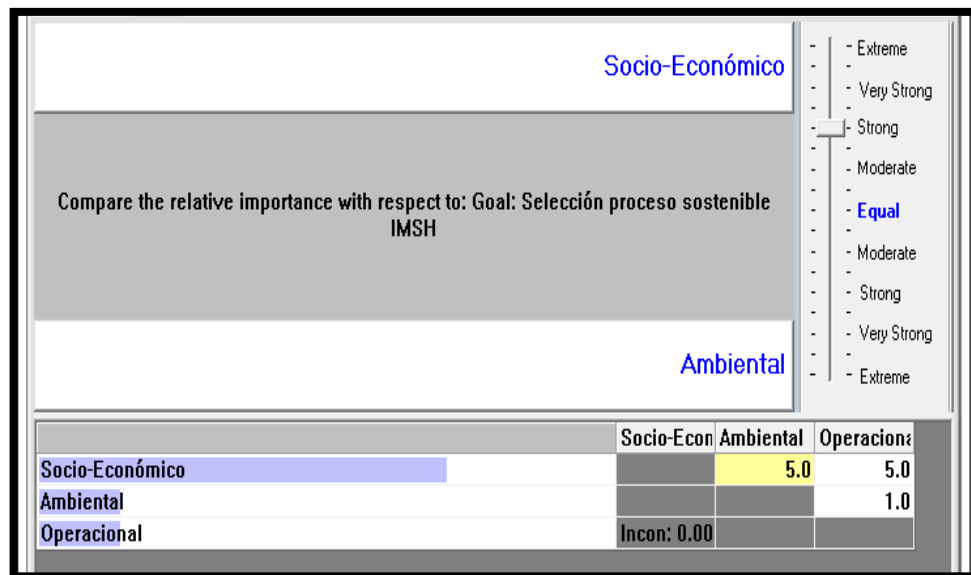 Socio-Económico
Extreme
Very Strong
Strong
Moderate
Equal
Moderate
Strong
Very Strong
Extreme
Compare the relative importance with respect to: Goal: Selección proceso sostenible
IMSH
Ambiental
Socio-Econ Ambiental Operaciona
Socio-Económico 5.0 5.0
Ambiental 1.0
Operacional Incon: 0.00